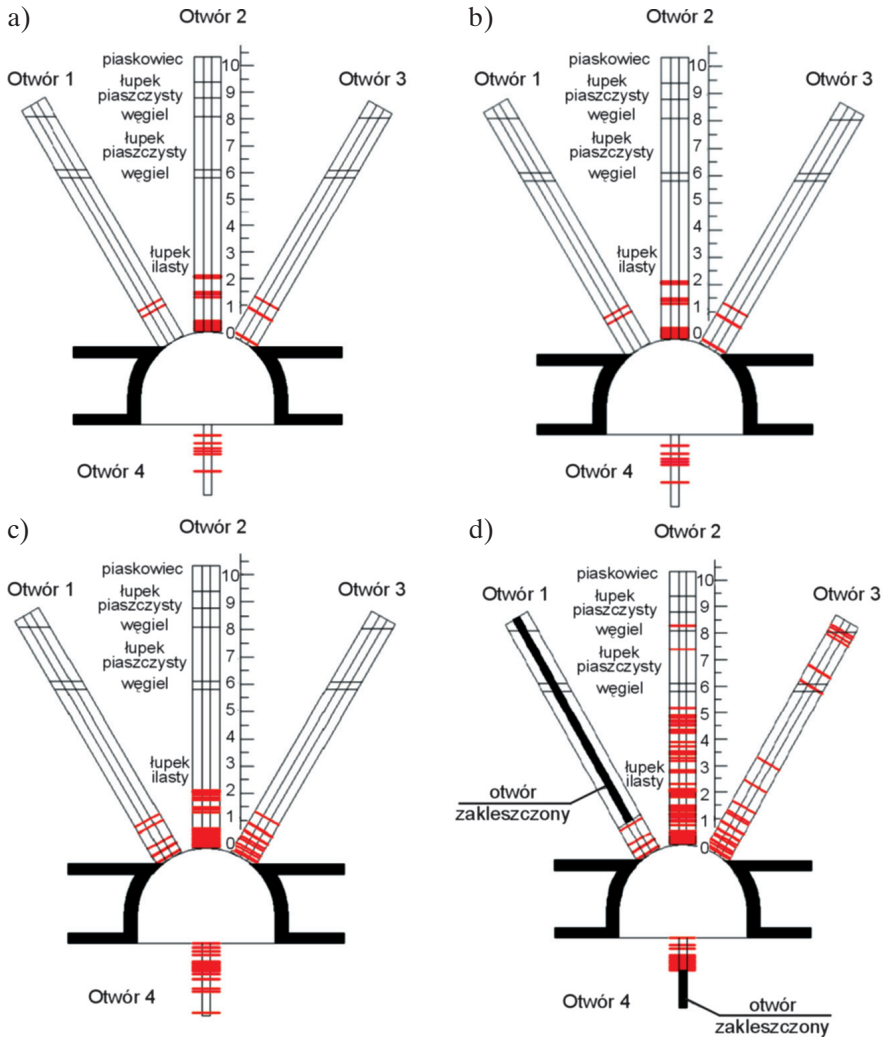 a)
Otwór 2
Otwór 1
Otwór 3
piaskowiec
łupek
piaszczysty
węgiel
łupek
piaszczysty
węgiel
łupek
ilasty
10
9
8
7
6
5
4
3
2
1
0
Otwór 4
b)
Otwór 2
Otwór 1
Otwór 3
piaskowiec
łupek
piaszczysty
węgiel
łupek
piaszczysty
węgiel
łupek
ilasty
10
9
8
7
6
5
4
3
2
1
0
Otwór 4
c)
Otwór 2
Otwór 1
Otwór 3
piaskowiec
łupek
piaszczysty
węgiel
łupek
piaszczysty
węgiel
łupek
ilasty
10
9
8
7
6
5
4
3
2
1
0
Otwór 4
d)
Otwór 2
Otwór 1
Otwór 3
piaskowiec
łupek
piaszczysty
węgiel
łupek
piaszczysty
węgiel
łupek
ilasty
10
9
8
7
6
5
4
3
2
1
0
otwór
zakleszczony
Otwór 4
otwór
zakleszczony